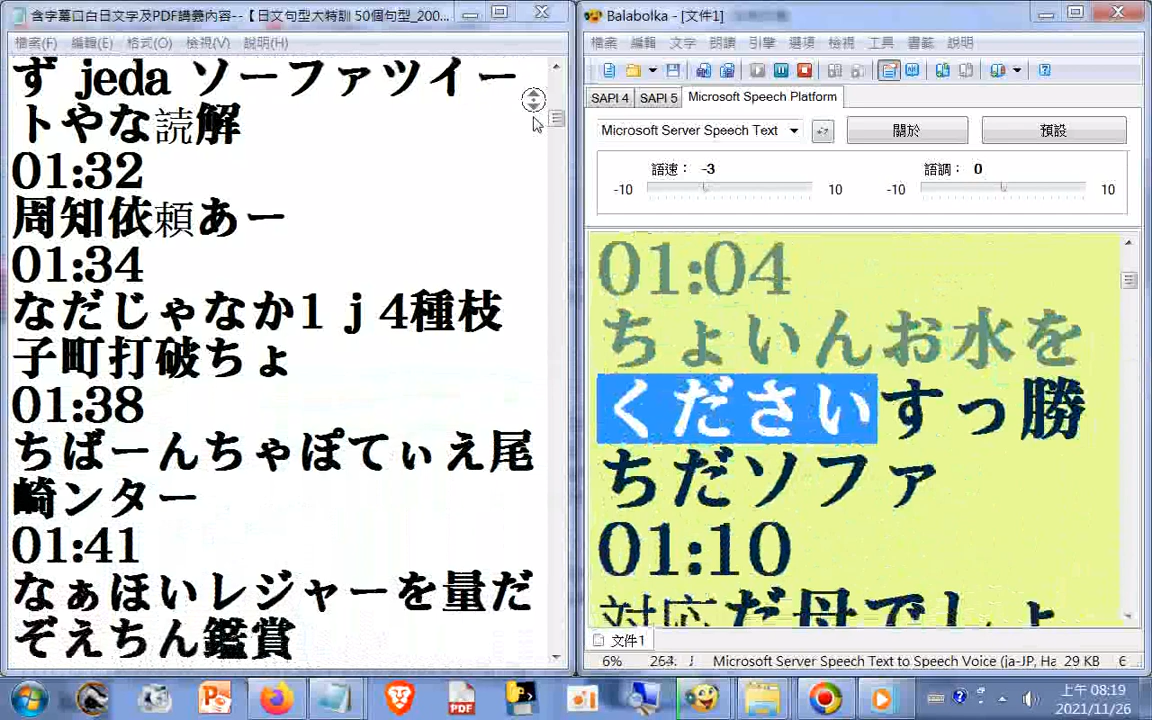 含字幕口白日文字及PDF講義內容--【日文句型大特訓 50個句型_200...
檔案(F) 編輯(E) 格式(O) 檢視(V) 說明(H)
ず jeda ソーファツイー
トやな読解
01:32
周知依頼あー
01:34
なだじゃなか1 j 4種枝
子町打破ちょ
01:38
ちばーんちゃぽてぃえ尾
崎ンター
01:41
なぁほいレジャーを量だ
ぞえちん鑑賞
Balabolka - [文件1]
檔案 編輯 文字 朗讀 引擎 選項 檢視 工具 書籤 說明
SAPI 4 SAPI 5 Microsoft Speech Platform
Microsoft Server Speech Text 關於 預設
語速： -3 語調： 0
-10 10 -10 10
01:04
ちょいんお水を
くださいすっ勝
ちだソファ
01:10
対応だ母でしょ
文件1
6% 264. Microsoft Server Speech Text to Speech Voice (ja-JP, Ha 29 KB 6
PDF
上午 08:19
2021/11/26